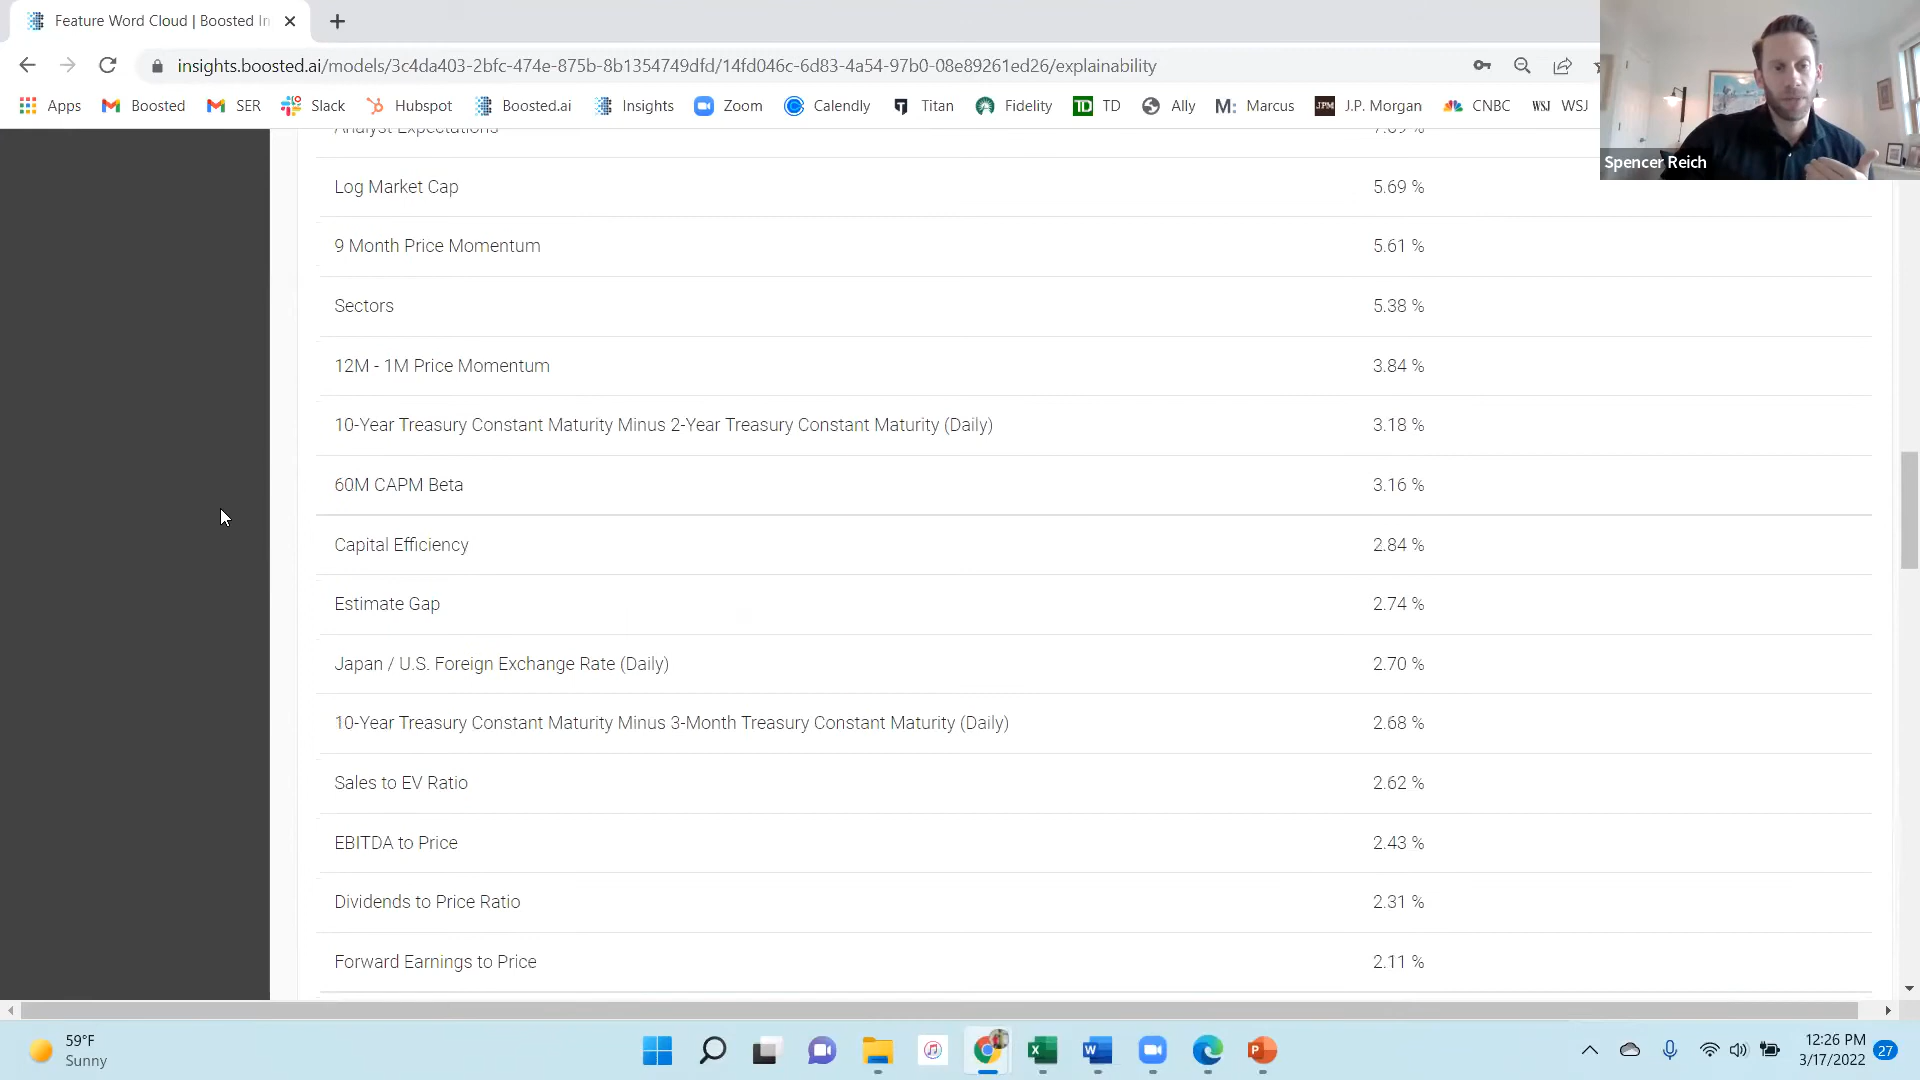 Feature Word Cloud | Boosted In
insights.boosted.ai/models/3c4da403-2bfc-474e-875b-8b1354749dfd/14fd046c-6d83-4a54-97b0-08e89261ed26/explainability
Apps Boosted SER Slack Hubspot Boosted.ai Insights Zoom Calendly Titan Fidelity TD TD Ally M: Marcus JPM J.P. Morgan CNBC WSJ WSJ
Spencer Reich
Analyst Expectations
Log Market Cap 5.69 %
9 Month Price Momentum 5.61 %
Sectors 5.38 %
12M - 1M Price Momentum 3.84 %
10-Year Treasury Constant Maturity Minus 2-Year Treasury Constant Maturity (Daily) 3.18 %
60M CAPM Beta 3.16 %
Capital Efficiency 2.84 %
Estimate Gap 2.74 %
Japan / U.S. Foreign Exchange Rate (Daily) 2.70 %
10-Year Treasury Constant Maturity Minus 3-Month Treasury Constant Maturity (Daily) 2.68 %
Sales to EV Ratio 2.62 %
EBITDA to Price 2.43 %
Dividends to Price Ratio 2.31 %
Forward Earnings to Price 2.11 %
59°F
Sunny
12:26 PM
3/17/2022
27